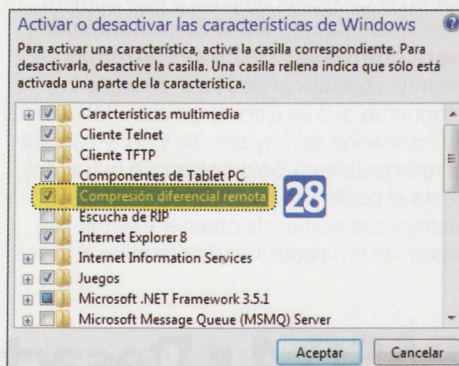 Activar o desactivar las características de Windows
Para activar una característica, active la casilla correspondiente. Para
desactivarla, desactive la casilla. Una casilla rellena indica que sólo está
activada una parte de la característica.
Características multimedia
Cliente Telnet
Cliente TFTP
Componentes de Tablet PC
Compresión diferencial remota
28
Escucha de RIP
Internet Explorer 8
Internet Information Services
Juegos
Microsoft .NET Framework 3.5.1
Microsoft Message Queue (MSMQ) Server
Aceptar
Cancelar